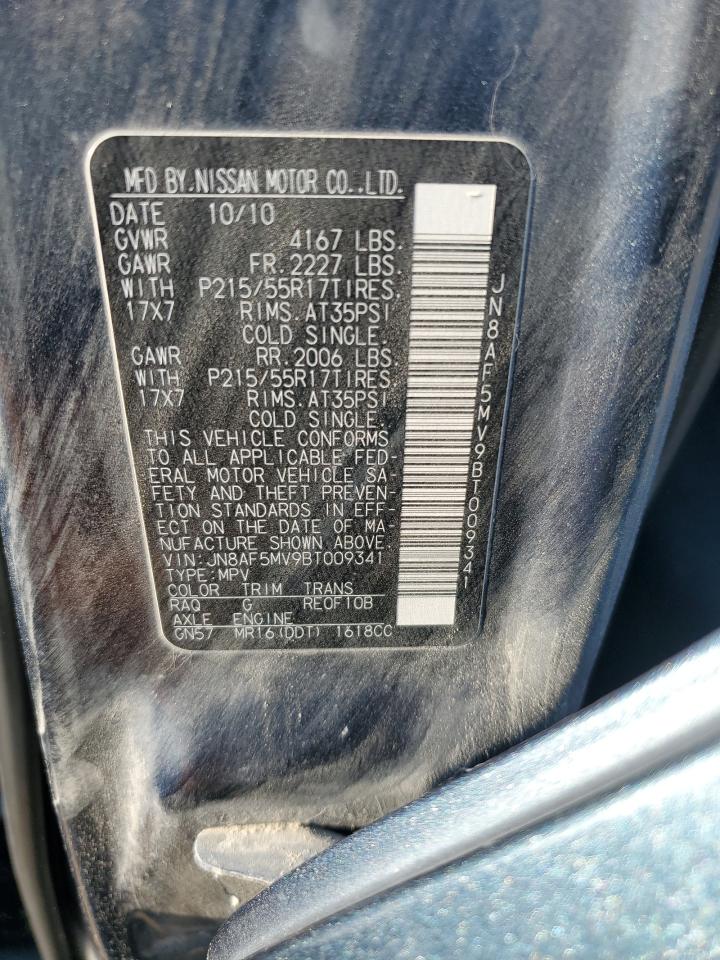 MFD BY.NISSAN MOTOR CO.,LTD.
DATE 10/10
GVWR 4167 LBS.
GAWR FR.2227 LBS.
WITH P215/55R17TIRES.
17X7 RIMS.AT35PSI
COLD SINGLE.
GAWR RR.2006 LBS.
WITH P215/55R17TIRES.
17X7 RIMS.AT35PSI
COLD SINGLE.
THIS VEHICLE CONFORMS
TO ALL APPLICABLE FED-
ERAL MOTOR VEHICLE SA-
FETY AND THEFT PREVEN-
TION STANDARDS IN EFF-
ECT ON THE DATE OF MA-
NUFACTURE SHOWN ABOVE.
VIN:JN8AF5MV9BT009341
TYPE:MPV
COLOR TRIM TRANS
RAQ G RE0F10B
AXLE ENGINE
GN57 MR16(DDT) 1618CC
JN8AF5MV9BT009341